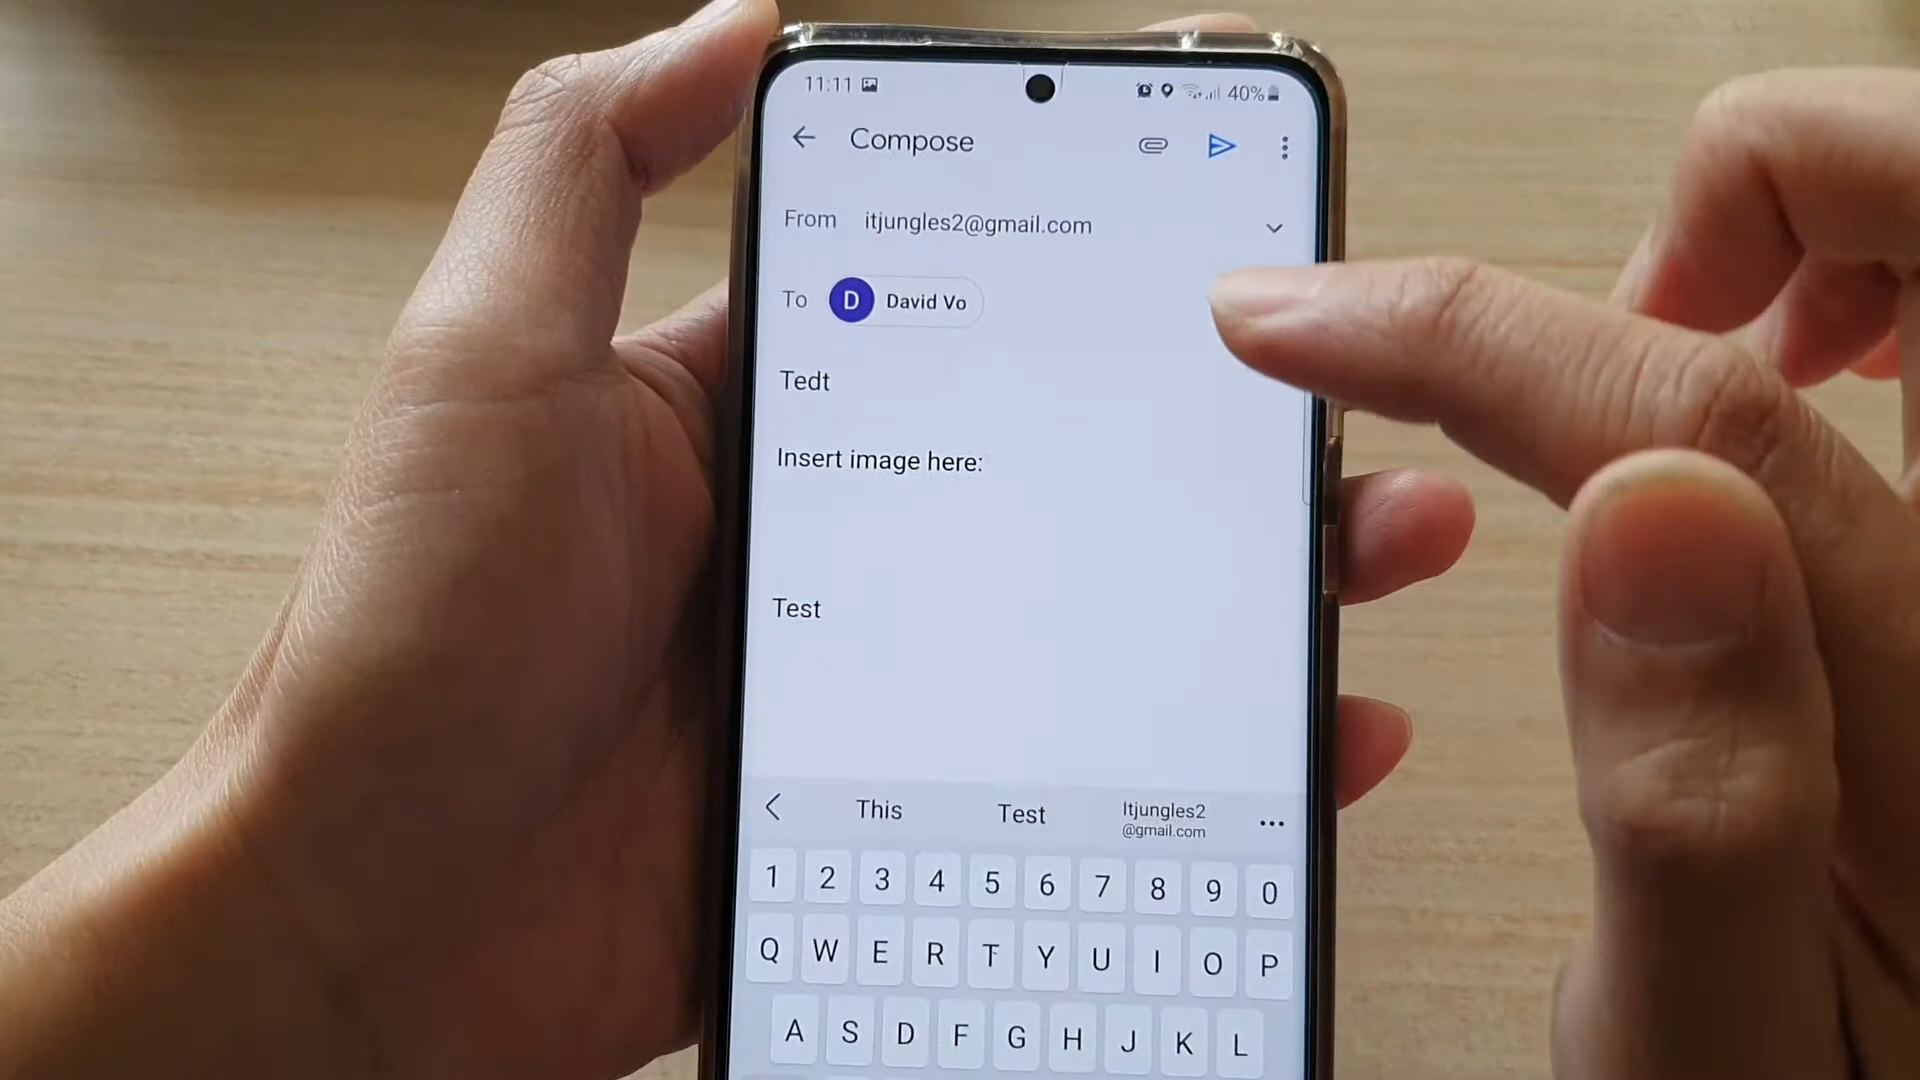 11:11 40%
Compose
From itjungles2@gmail.com
To D David Vo
Tedt
Insert image here:
Test
This Test Itjungles2
@gmail.com
1 2 3 4 5 6 7 8 9 0
Q W E R T Y U I O P
A S D F G H J K L